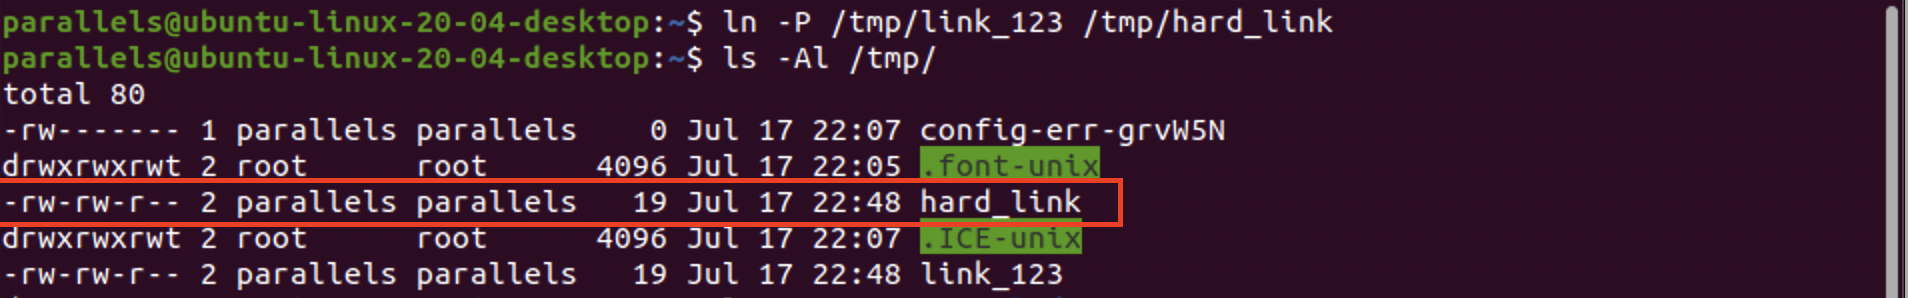 parallels@ubuntu-linux-20-04-desktop:~$ ln -P /tmp/link_123 /tmp/hard_link
parallels@ubuntu-linux-20-04-desktop:~$ ls -Al /tmp/
total 80
-rw------- 1 parallels parallels    0 Jul 17 22:07 config-err-grvW5N
drwxrwxrwt 2 root      root      4096 Jul 17 22:05 .font-unix
-rw-rw-r-- 2 parallels parallels   19 Jul 17 22:48 hard_link
drwxrwxrwt 2 root      root      4096 Jul 17 22:07 .ICE-unix
-rw-rw-r-- 2 parallels parallels   19 Jul 17 22:48 link_123